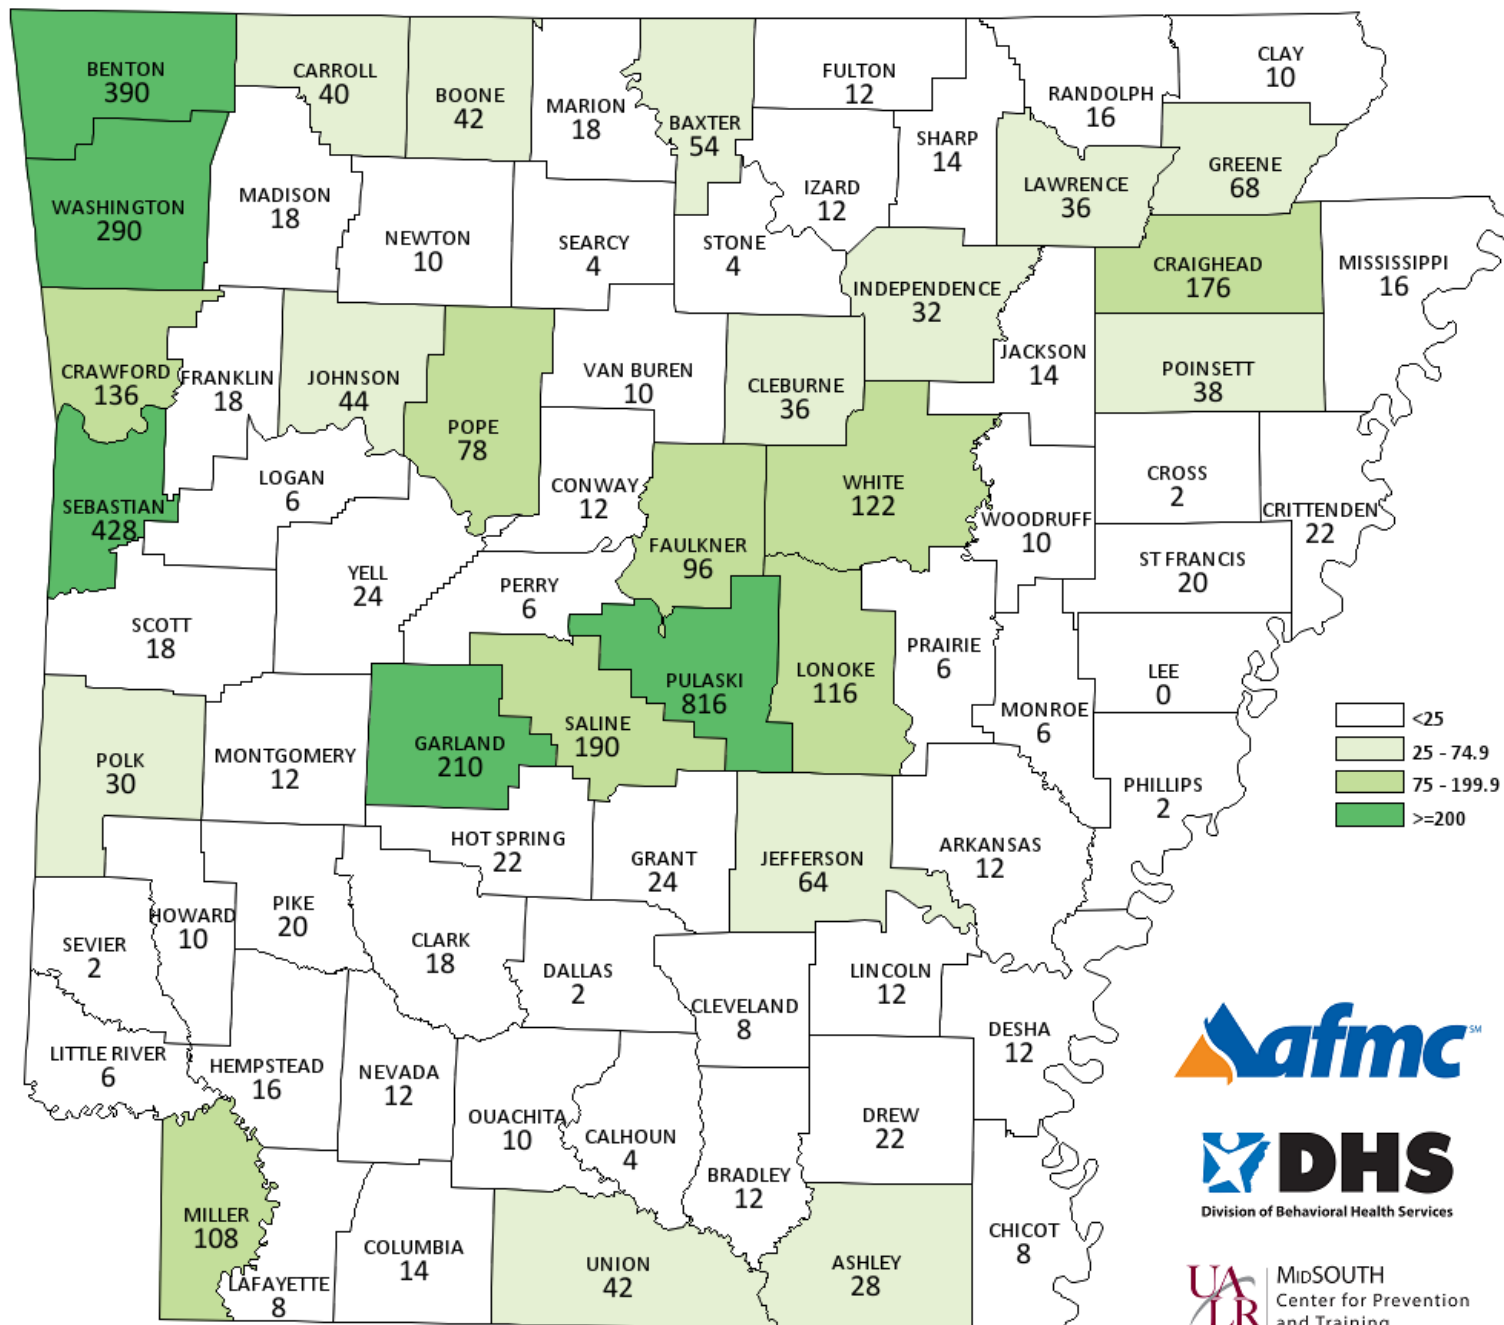 BENTON
390
CARROLL
40
BOONE
42
MARION
18
BAXTER
54
FULTON
12
RANDOLPH
16
CLAY
10
SHARP
14
IZARD
12
LAWRENCE
36
GREENE
68
WASHINGTON
290
MADISON
18
NEWTON
10
SEARCY
4
STONE
4
INDEPENDENCE
32
CRAIGHEAD
176
MISSISSIPPI
16
CRAWFORD
136
FRANKLIN
18
JOHNSON
44
POPE
78
VAN BUREN
10
CLEBURNE
36
JACKSON
14
POINSETT
38
SEBASTIAN
428
LOGAN
6
CONWAY
12
WHITE
122
WOODRUFF
10
CROSS
2
CRITTENDEN
22
YELL
24
PERRY
6
FAULKNER
96
ST FRANCIS
20
SCOTT
18
PULASKI
816
LONOKE
116
PRAIRIE
6
LEE
0
POLK
30
MONTGOMERY
12
GARLAND
210
SALINE
190
MONROE
6
PHILLIPS
2
<25
25 - 74.9
75 - 199.9
>=200
HOT SPRING
22
GRANT
24
JEFFERSON
64
ARKANSAS
12
SEVIER
2
HOWARD
10
PIKE
20
CLARK
18
DALLAS
2
CLEVELAND
8
LINCOLN
12
DESHA
12
LITTLE RIVER
6
HEMPSTEAD
16
NEVADA
12
OUACHITA
10
CALHOUN
4
BRADLEY
12
DREW
22
MILLER
108
LAFAYETTE
8
COLUMBIA
14
UNION
42
ASHLEY
28
CHICOT
8
afmc SM
DHS
Division of Behavioral Health Services
UALR
MIDSOUTH
Center for Prevention
and Training